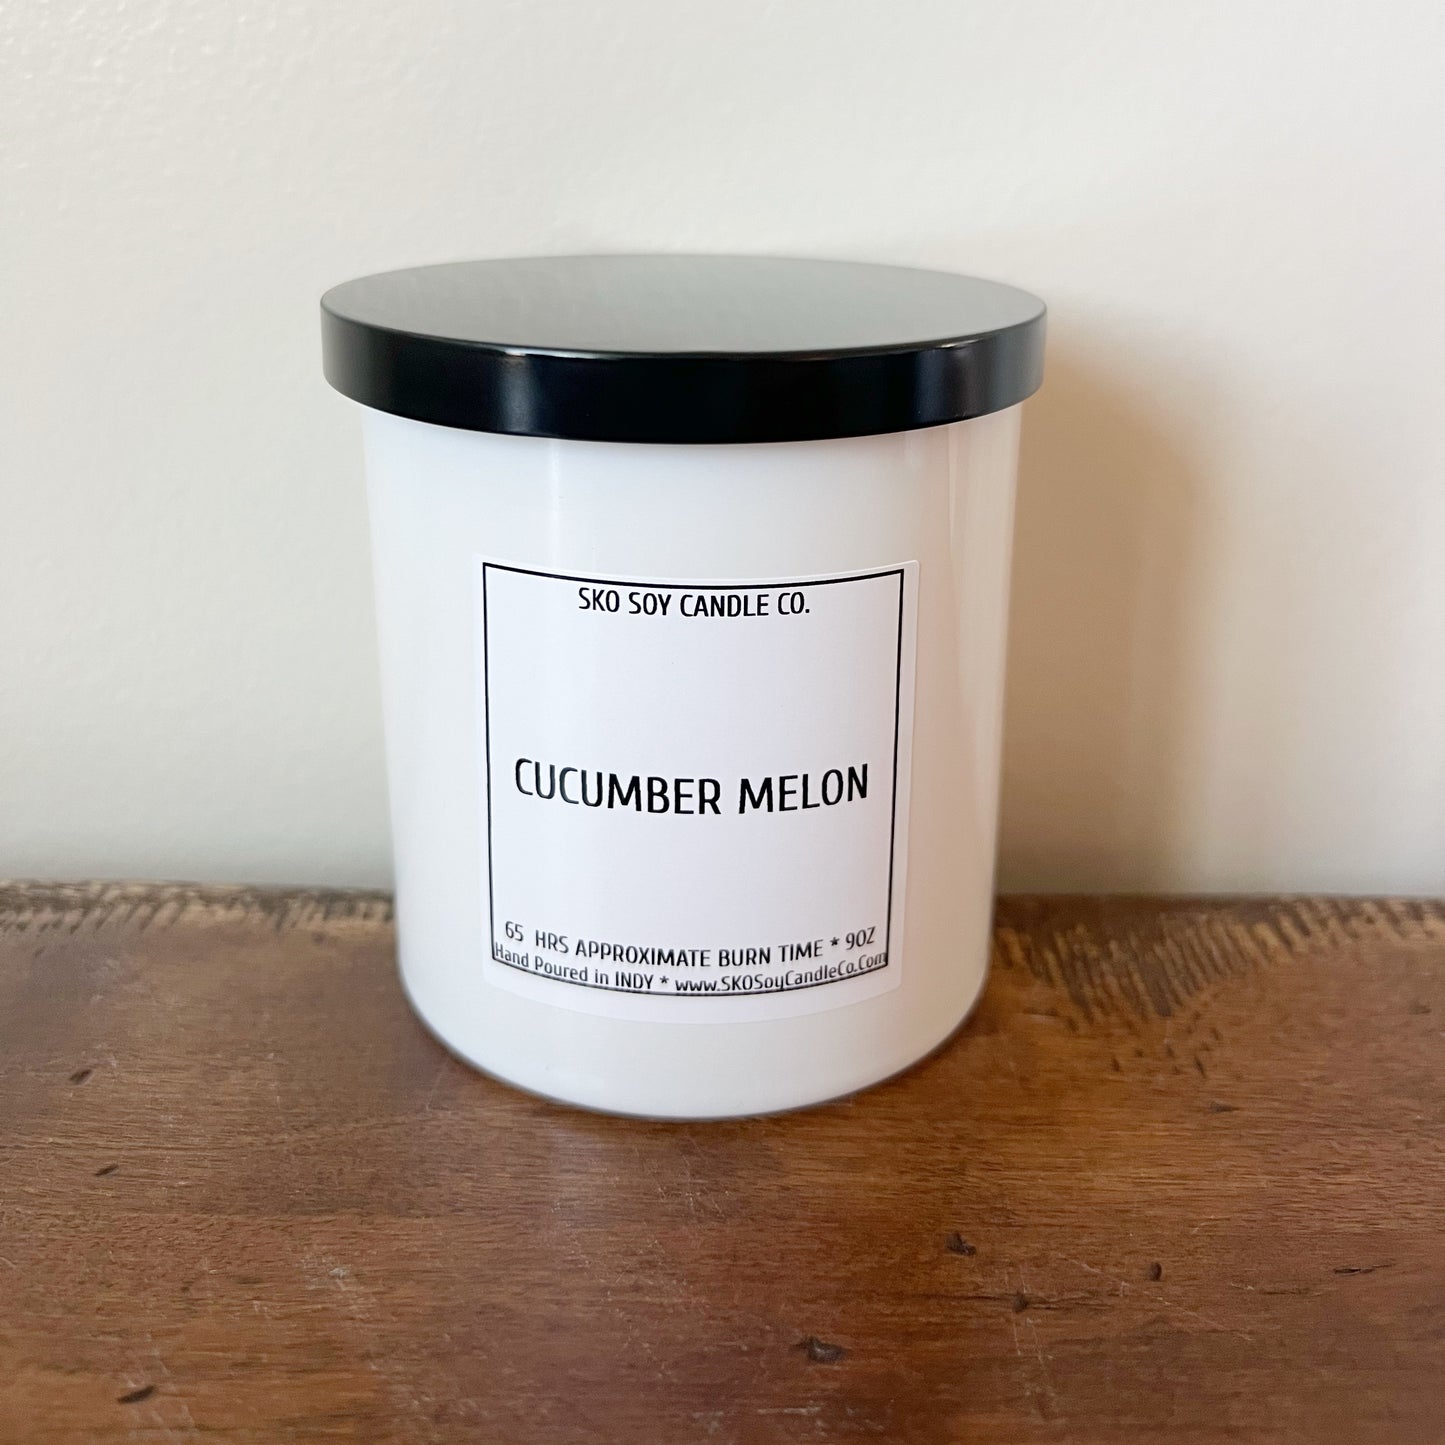 SKO SOY CANDLE CO.
CUCUMBER MELON
65 HRS APPROXIMATE BURN TIME * 9OZ
Hand Poured in INDY * www.SKOSoyCandleCo.Com